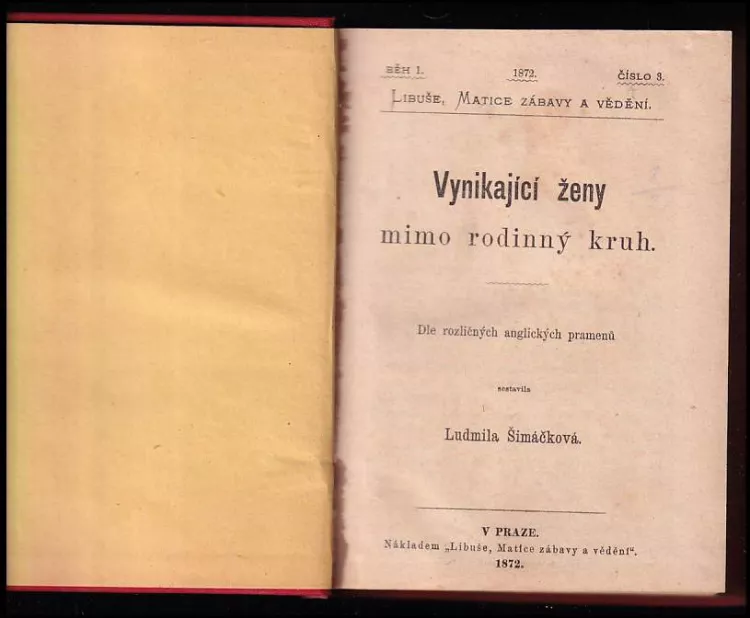 BĚH 1. 1872. ČÍSLO 3.
LIBUŠE, MATICE ZÁBAVY A VĚDĚNÍ.
Vynikající ženy
mimo rodinný kruh.
Dle rozličných anglických pramenů
sestavila
Ludmila Šimáčková.
V PRAZE.
Nákladem „Libuše, Matice zábavy a vědění“.
1872.